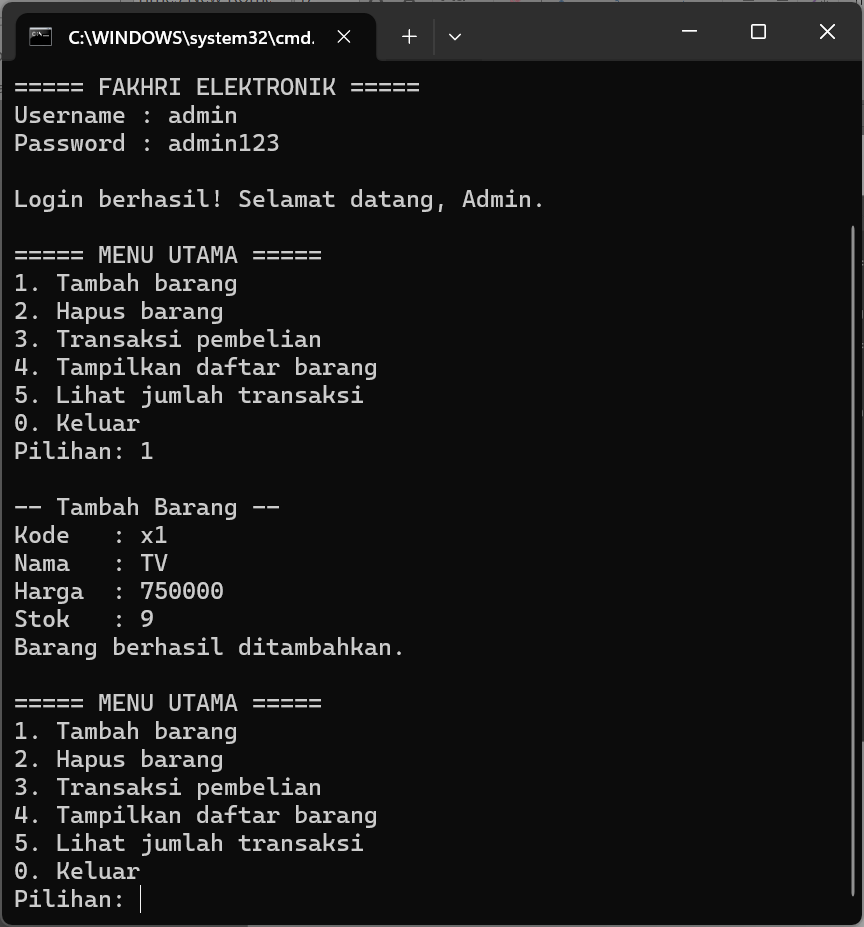 C:\WINDOWS\system32\cmd.
===== FAKHRI ELEKTRONIK =====
Username : admin
Password : admin123
Login berhasil! Selamat datang, Admin.
===== MENU UTAMA =====
1. Tambah barang
2. Hapus barang
3. Transaksi pembelian
4. Tampilkan daftar barang
5. Lihat jumlah transaksi
0. Keluar
Pilihan: 1
-- Tambah Barang --
Kode   : x1
Nama   : TV
Harga  : 750000
Stok   : 9
Barang berhasil ditambahkan.
===== MENU UTAMA =====
1. Tambah barang
2. Hapus barang
3. Transaksi pembelian
4. Tampilkan daftar barang
5. Lihat jumlah transaksi
0. Keluar
Pilihan: